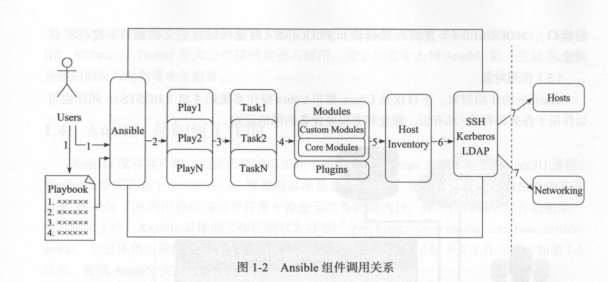 Users
1
1
Playbook
1. ××××××
2. ××××××
3. ××××××
4. ××××××
Ansible
2
Play1
Play2
PlayN
3
Task1
Task2
TaskN
4
Modules
Custom Modules
Core Modules
Plugins
5
Host
Inventory
6
SSH
Kerberos
LDAP
7
Hosts
7
Networking
图 1-2 Ansible 组件调用关系